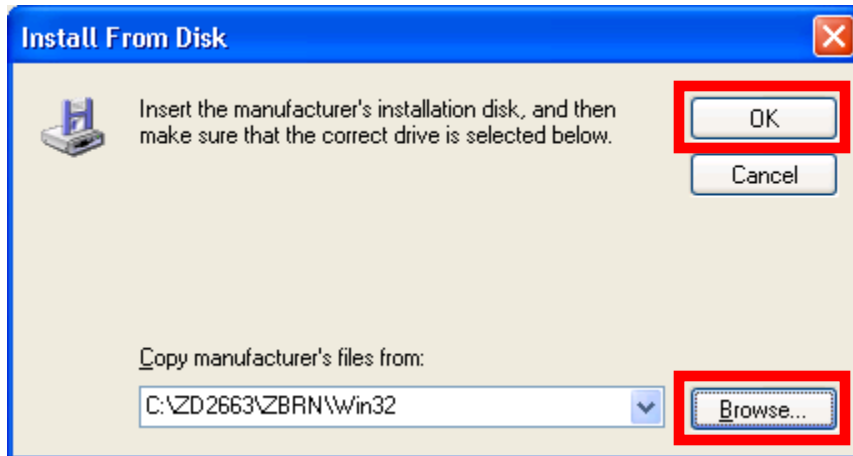 Install From Disk
Insert the manufacturer's installation disk, and then
make sure that the correct drive is selected below.
OK
Cancel
Copy manufacturer's files from:
C:\ZD2663\ZBRN\Win32
Browse...